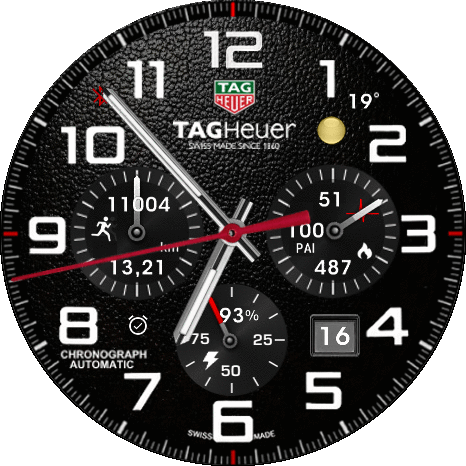 12
11
1
TAG
HEUER
19°
TAGHeuer
SWISS MADE SINCE 1860
10
2
11004
km
13,21
51
100
PAI
487
9
3
93%
75
25
50
8
16
4
CHRONOGRAPH
AUTOMATIC
7
5
6
SWISS MADE